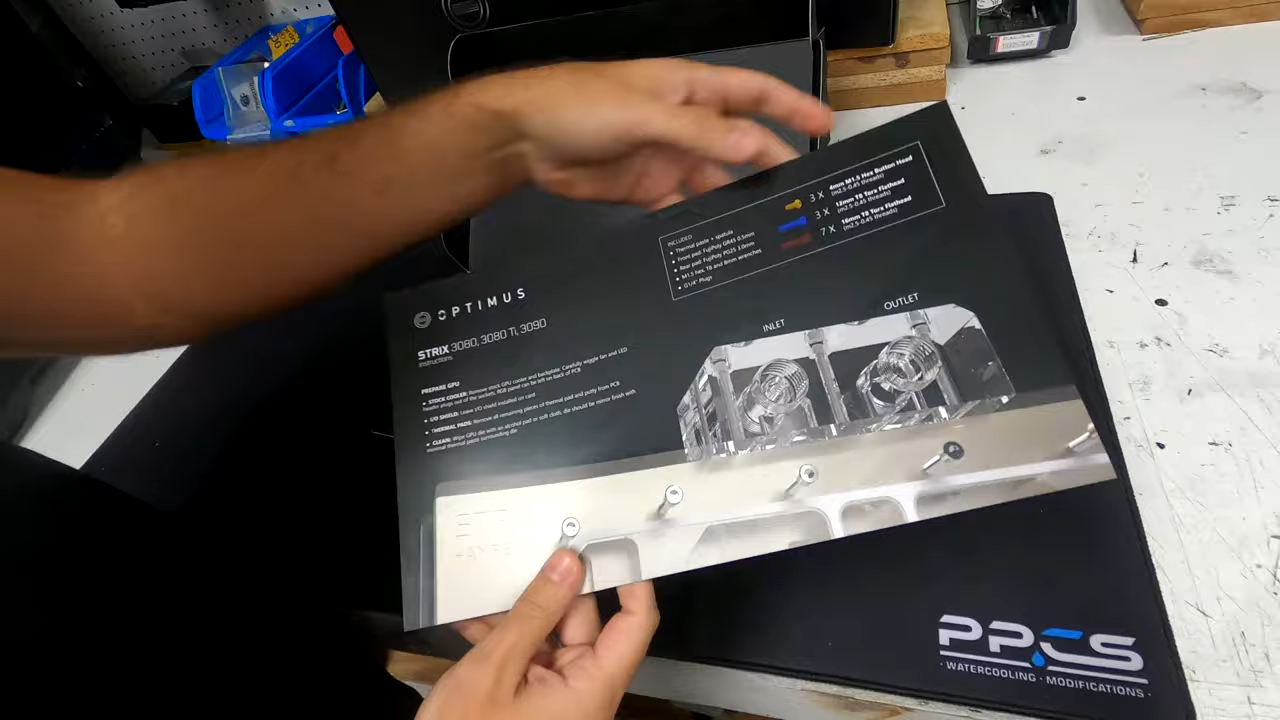 OPTIMUS
STRIX 3080, 3080 Ti, 3090
Instructions
PREPARE GPU:
• STOCK COOLER: Remove stock GPU cooler and backplate. Carefully wiggle fan and LED
header plugs out of the sockets. RGB panel can be left on back of PCB
• I/O SHIELD: Leave I/O shield installed on card
• THERMAL PADS: Remove all remaining pieces of thermal pad and putty from PCB
• CLEAN: Wipe GPU die with an alcohol pad or soft cloth, die should be mirror finish with
minimal thermal paste surrounding die
INCLUDED
• Thermal paste + spatula
• Front pad: FujiPoly GR45 0.5mm
• Rear pad: FujiPoly PG25 3.0mm
• M1.5 hex, T8 and 8mm wrenches
• G1/4" Plugs
3 X 4mm M1.5 Hex Button Head
(m2.5-0.45 threads)
3 X 12mm T8 Torx Flathead
(m2.5-0.45 threads)
7 X 16mm T8 Torx Flathead
(m2.5-0.45 threads)
INLET
OUTLET
PPCS
· WATERCOOLING · MODIFICATIONS ·